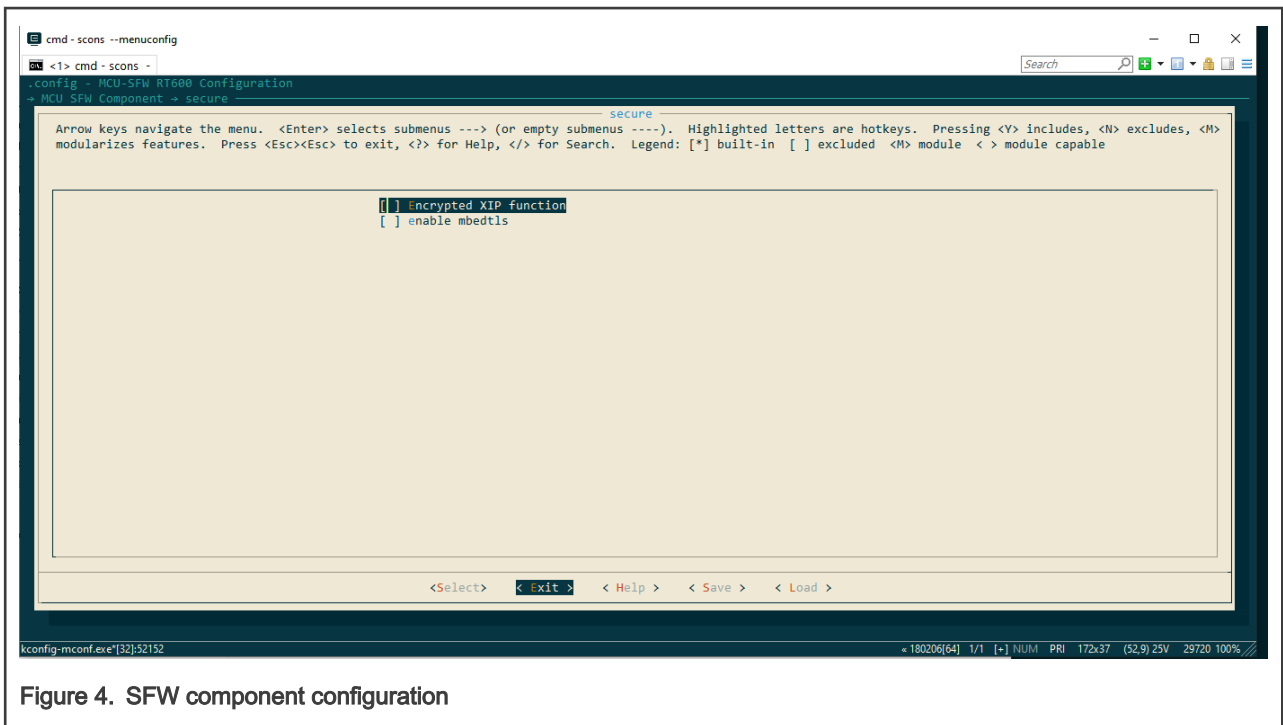 cmd - scons --menuconfig
<1> cmd - scons -
Search
.config - MCU-SFW RT600 Configuration
→ MCU SFW Component → secure
secure
Arrow keys navigate the menu. <Enter> selects submenus ---> (or empty submenus ----). Highlighted letters are hotkeys. Pressing <Y> includes, <N> excludes, <M>
modularizes features. Press <Esc><Esc> to exit, <?> for Help, </> for Search. Legend: [*] built-in [ ] excluded <M> module < > module capable
[ ] Encrypted XIP function
[ ] enable mbedtls
<Select> < Exit > < Help > < Save > < Load >
kconfig-mconf.exe*[32]:52152 « 180206[64] 1/1 [+] NUM PRI 172x37 (52,9) 25V 29720 100%
Figure 4. SFW component configuration